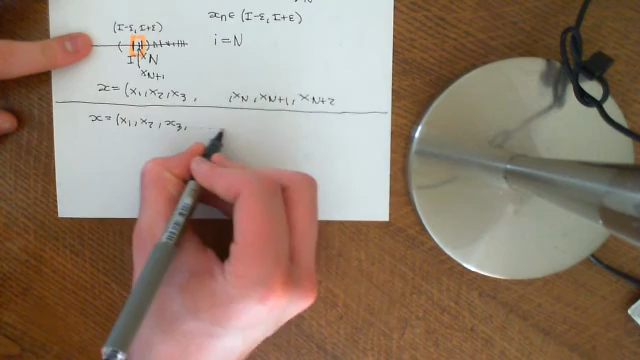 xₙ ∈ (I-ε, I+ε)
(I-ε, I+ε)
i = N
I xN
xN+1
x = (x₁, x₂, x₃, , xN, xN+1, xN+2
x = (x₁, x₂, x₃,